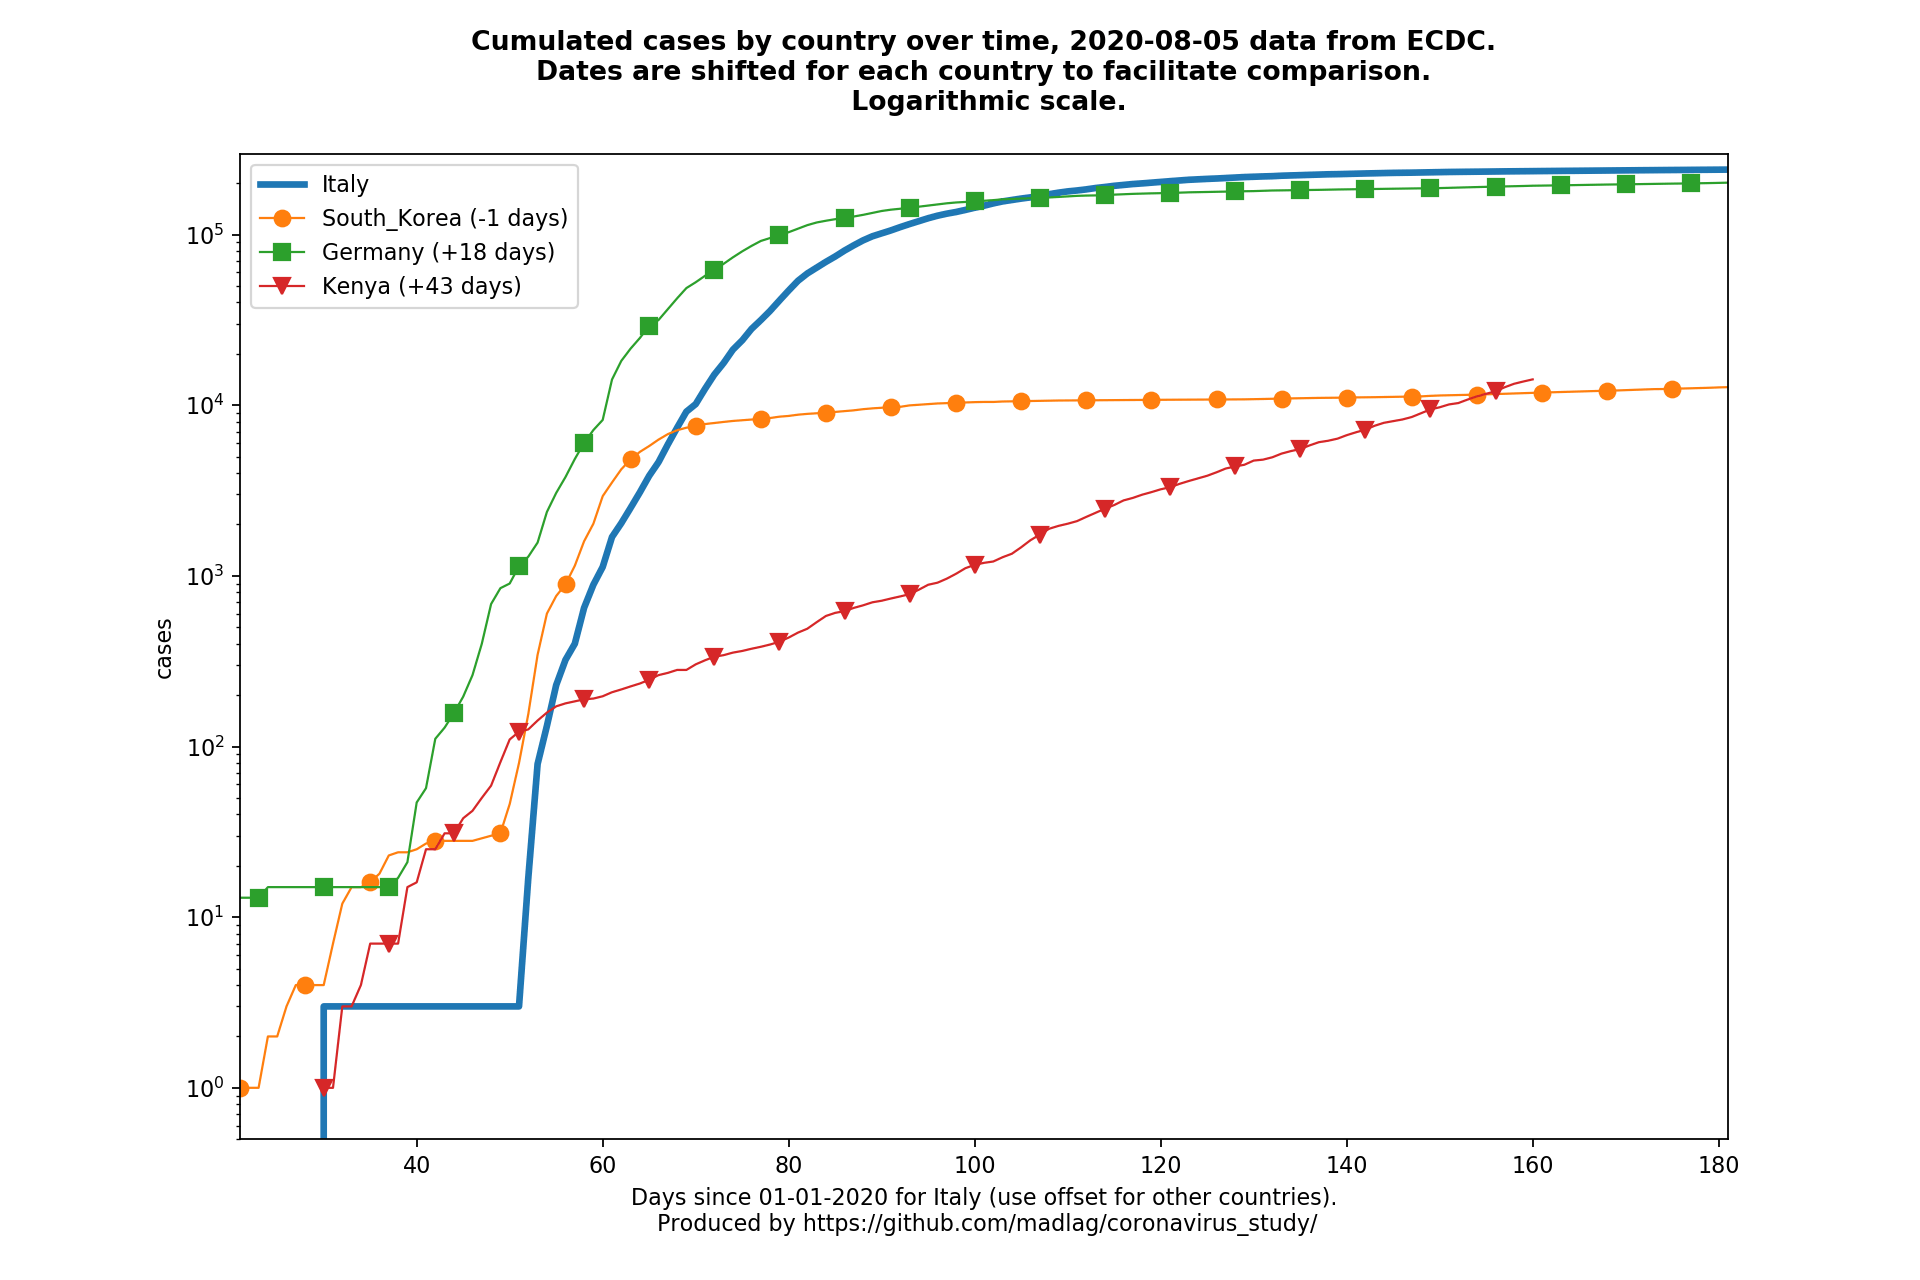 Cumulated cases by country over time, 2020-08-05 data from ECDC.
Dates are shifted for each country to facilitate comparison.
Logarithmic scale.
Italy
South_Korea (-1 days)
Germany (+18 days)
Kenya (+43 days)
10^5
10^4
10^3
10^2
10^1
10^0
cases
40 60 80 100 120 140 160 180
Days since 01-01-2020 for Italy (use offset for other countries).
Produced by https://github.com/madlag/coronavirus_study/